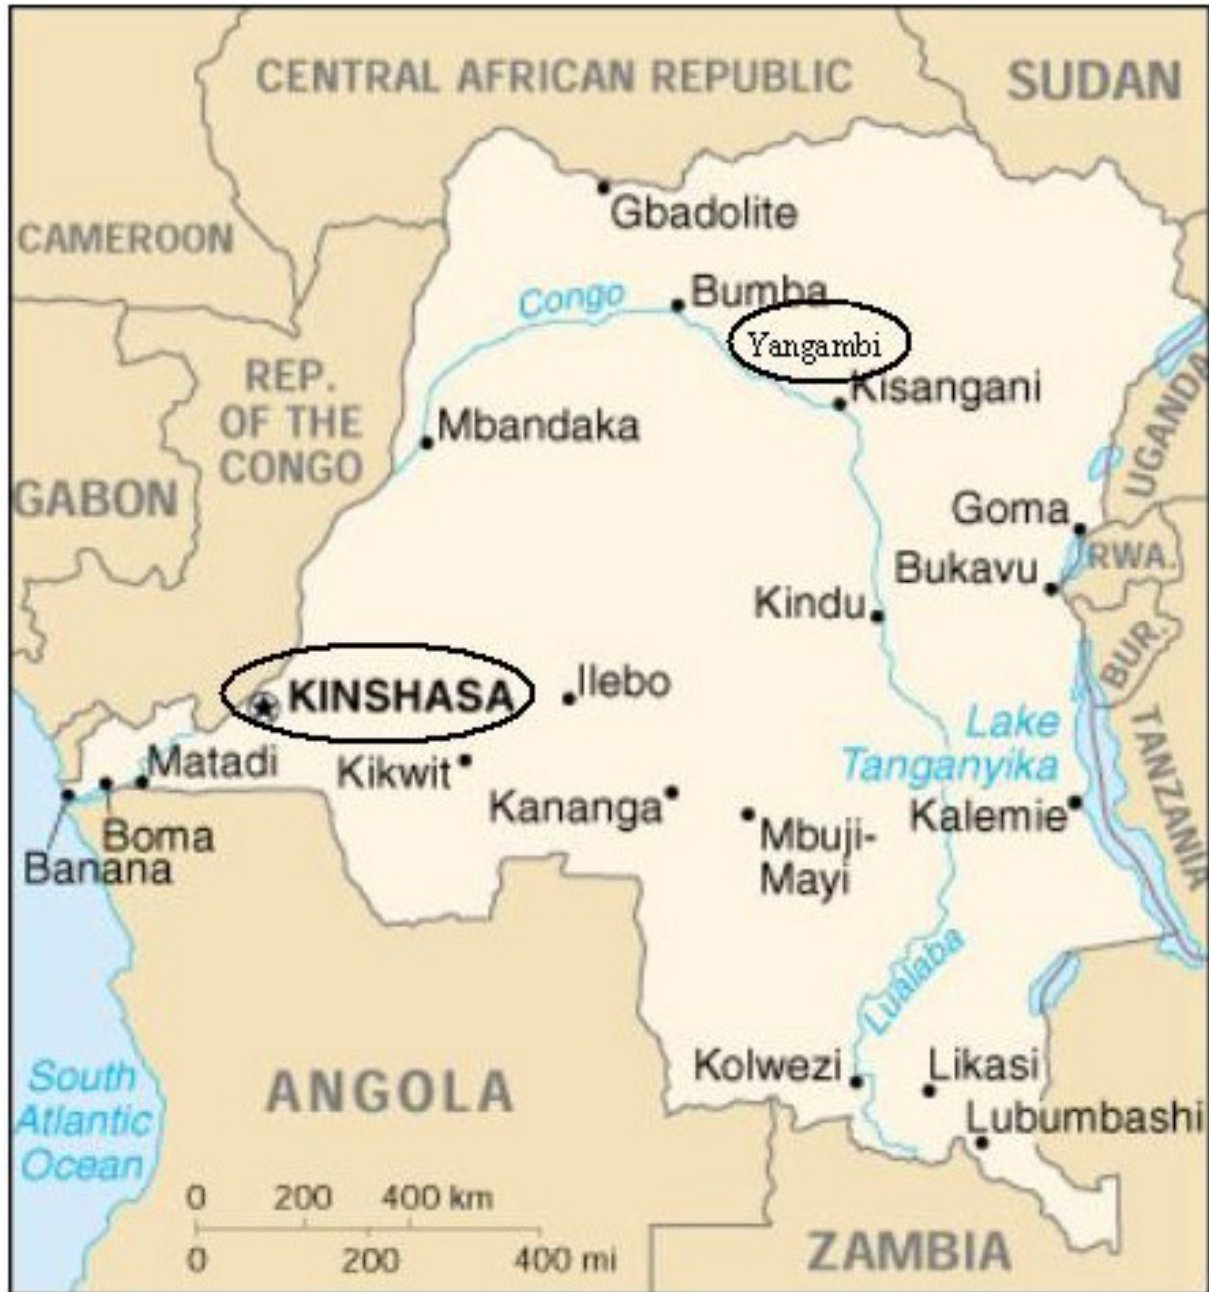 CENTRAL AFRICAN REPUBLIC
SUDAN
Gbadolite
CAMEROON
Congo
Bumba
Yangambi
REP.
OF THE
CONGO
Kisangani
Mbandaka
UGANDA
GABON
Goma
RWA.
Bukavu
Kindu
BUR.
KINSHASA
Ilebo
Lake
Tanganyika
TANZANIA
Matadi
Kikwit
Kananga
Kalemie
Boma
Mbuji-
Mayi
Banana
Lualaba
Kolwezi
Likasi
South
Atlantic
Ocean
ANGOLA
Lubumbashi
0 200 400 km
0 200 400 mi
ZAMBIA